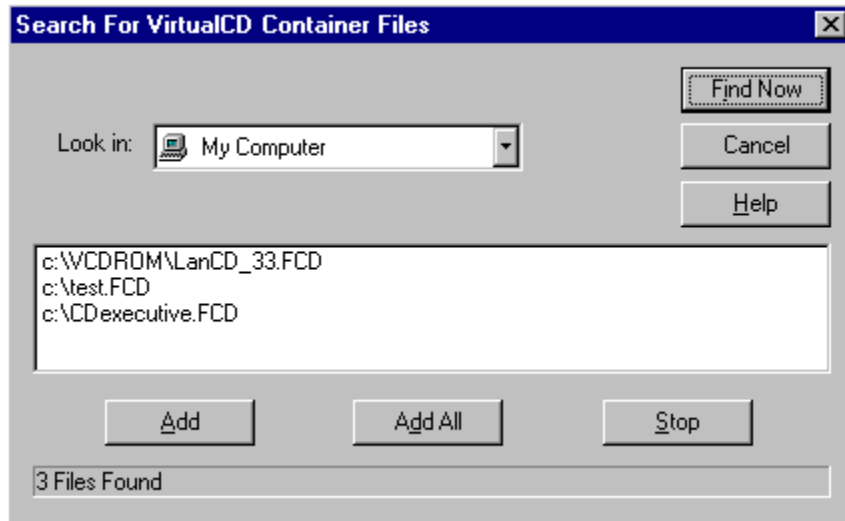 Search For VirtualCD Container Files
Find Now
Look in: My Computer
Cancel
Help
c:\VCDROM\LanCD_33.FCD
c:\test.FCD
c:\CDexecutive.FCD
Add Add All Stop
3 Files Found